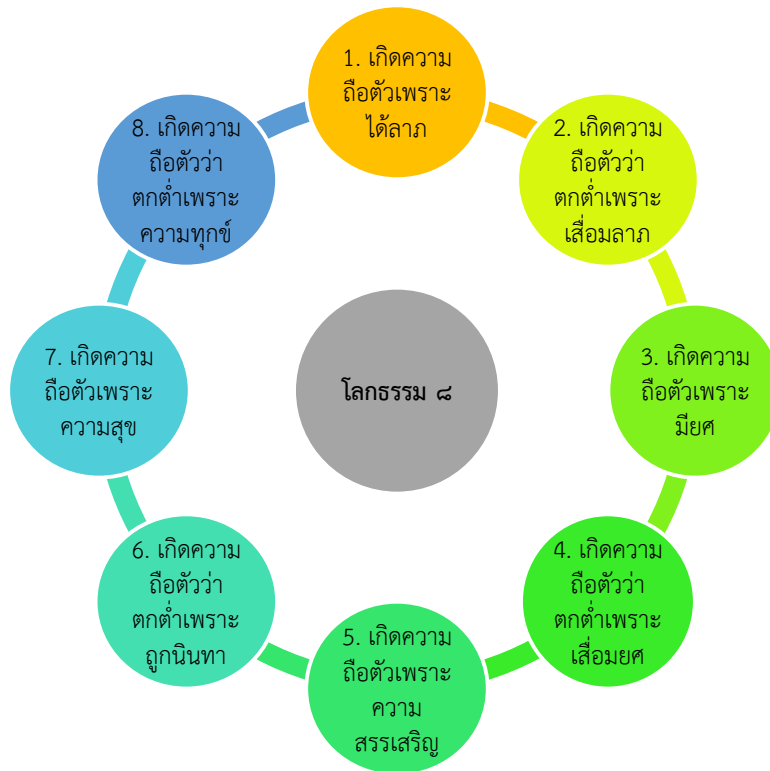 1. เกิดความ
ถือตัวเพราะ
ได้ลาภ
2. เกิดความ
ถือตัวว่า
ตกต่ำเพราะ
เสื่อมลาภ
3. เกิดความ
ถือตัวเพราะ
มียศ
4. เกิดความ
ถือตัวว่า
ตกต่ำเพราะ
เสื่อมยศ
5. เกิดความ
ถือตัวเพราะ
ความ
สรรเสริญ
6. เกิดความ
ถือตัวว่า
ตกต่ำเพราะ
ถูกนินทา
7. เกิดความ
ถือตัวเพราะ
ความสุข
8. เกิดความ
ถือตัวว่า
ตกต่ำเพราะ
ความทุกข์
โลกธรรม ๘